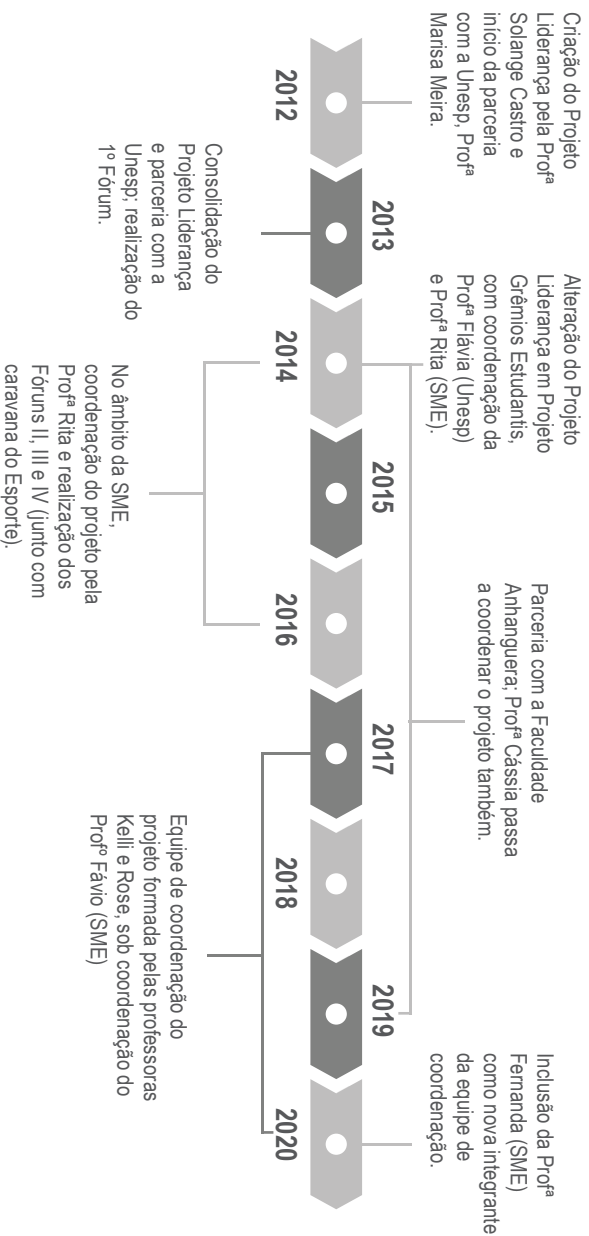 Criação do Projeto
Liderança pela Profª
Solange Castro e
início da parceria
com a Unesp, Profª
Marisa Meira.
2012
2013
Consolidação do
Projeto Liderança
e parceria com a
Unesp; realização do
1º Fórum.
Alteração do Projeto
Liderança em Projeto
Grêmios Estudantis,
com coordenação da
Profª Flávia (Unesp)
e Profª Rita (SME).
2014
No âmbito da SME,
coordenação do projeto pela
Profª Rita e realização dos
Fóruns II, III e IV (junto com
caravana do Esporte).
2015
2016
Parceria com a Faculdade
Anhanguera; Profª Cássia passa
a coordenar o projeto também.
2017
Equipe de coordenação do
projeto formada pelas professoras
Kelli e Rose, sob coordenação do
Profº Fávio (SME)
2018
2019
Inclusão da Profª
Fernanda (SME)
como nova integrante
da equipe de
coordenação.
2020